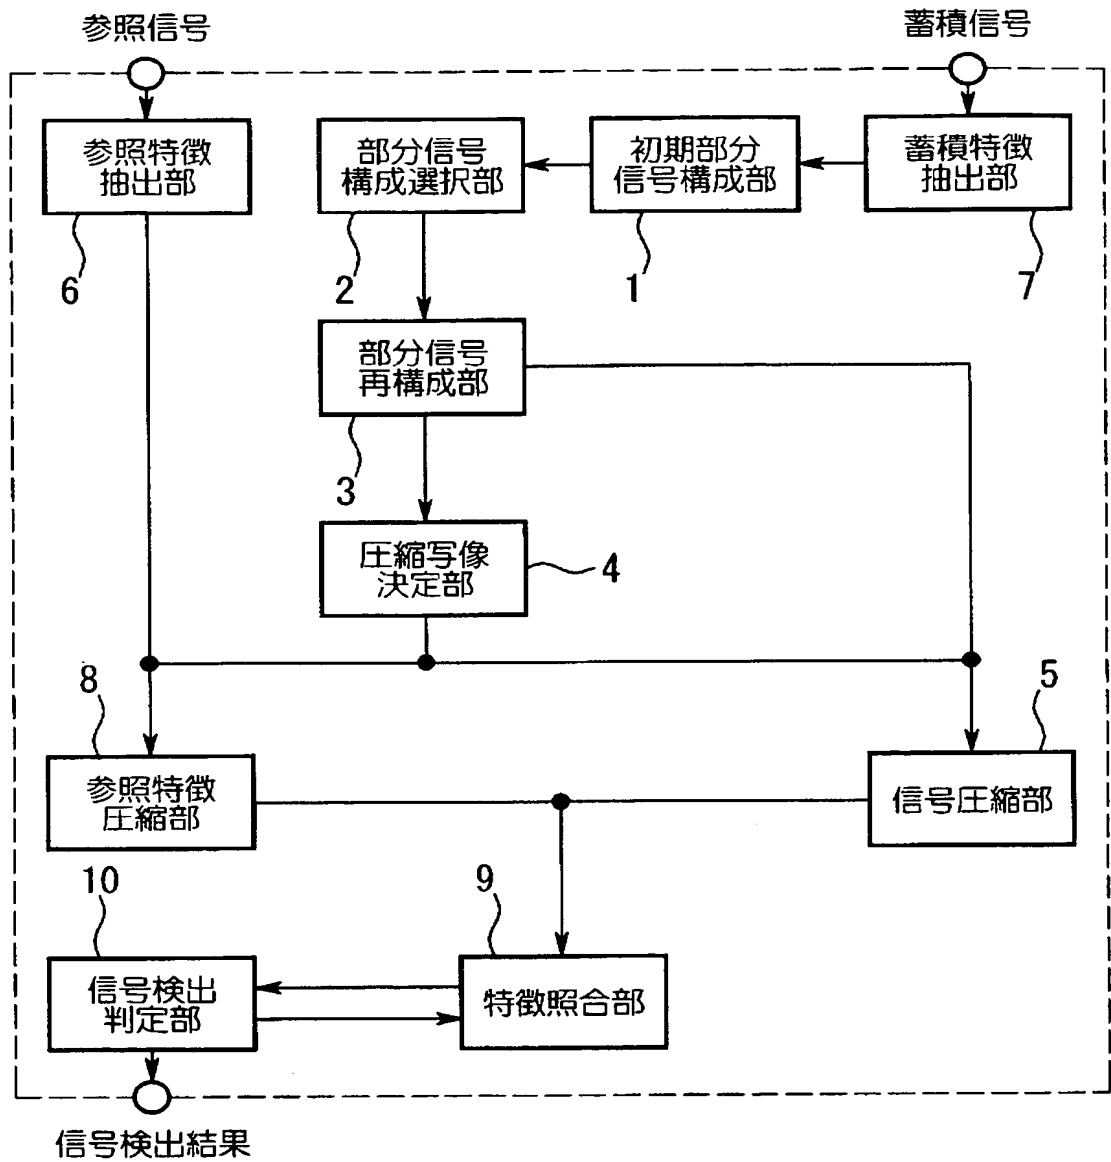 参照信号
蓄積信号
参照特徴
抽出部
部分信号
構成選択部
初期部分
信号構成部
蓄積特徴
抽出部
6
2
1
7
部分信号
再構成部
3
圧縮写像
決定部
4
8
5
参照特徴
圧縮部
信号圧縮部
10
9
信号検出
判定部
特徴照合部
信号検出結果